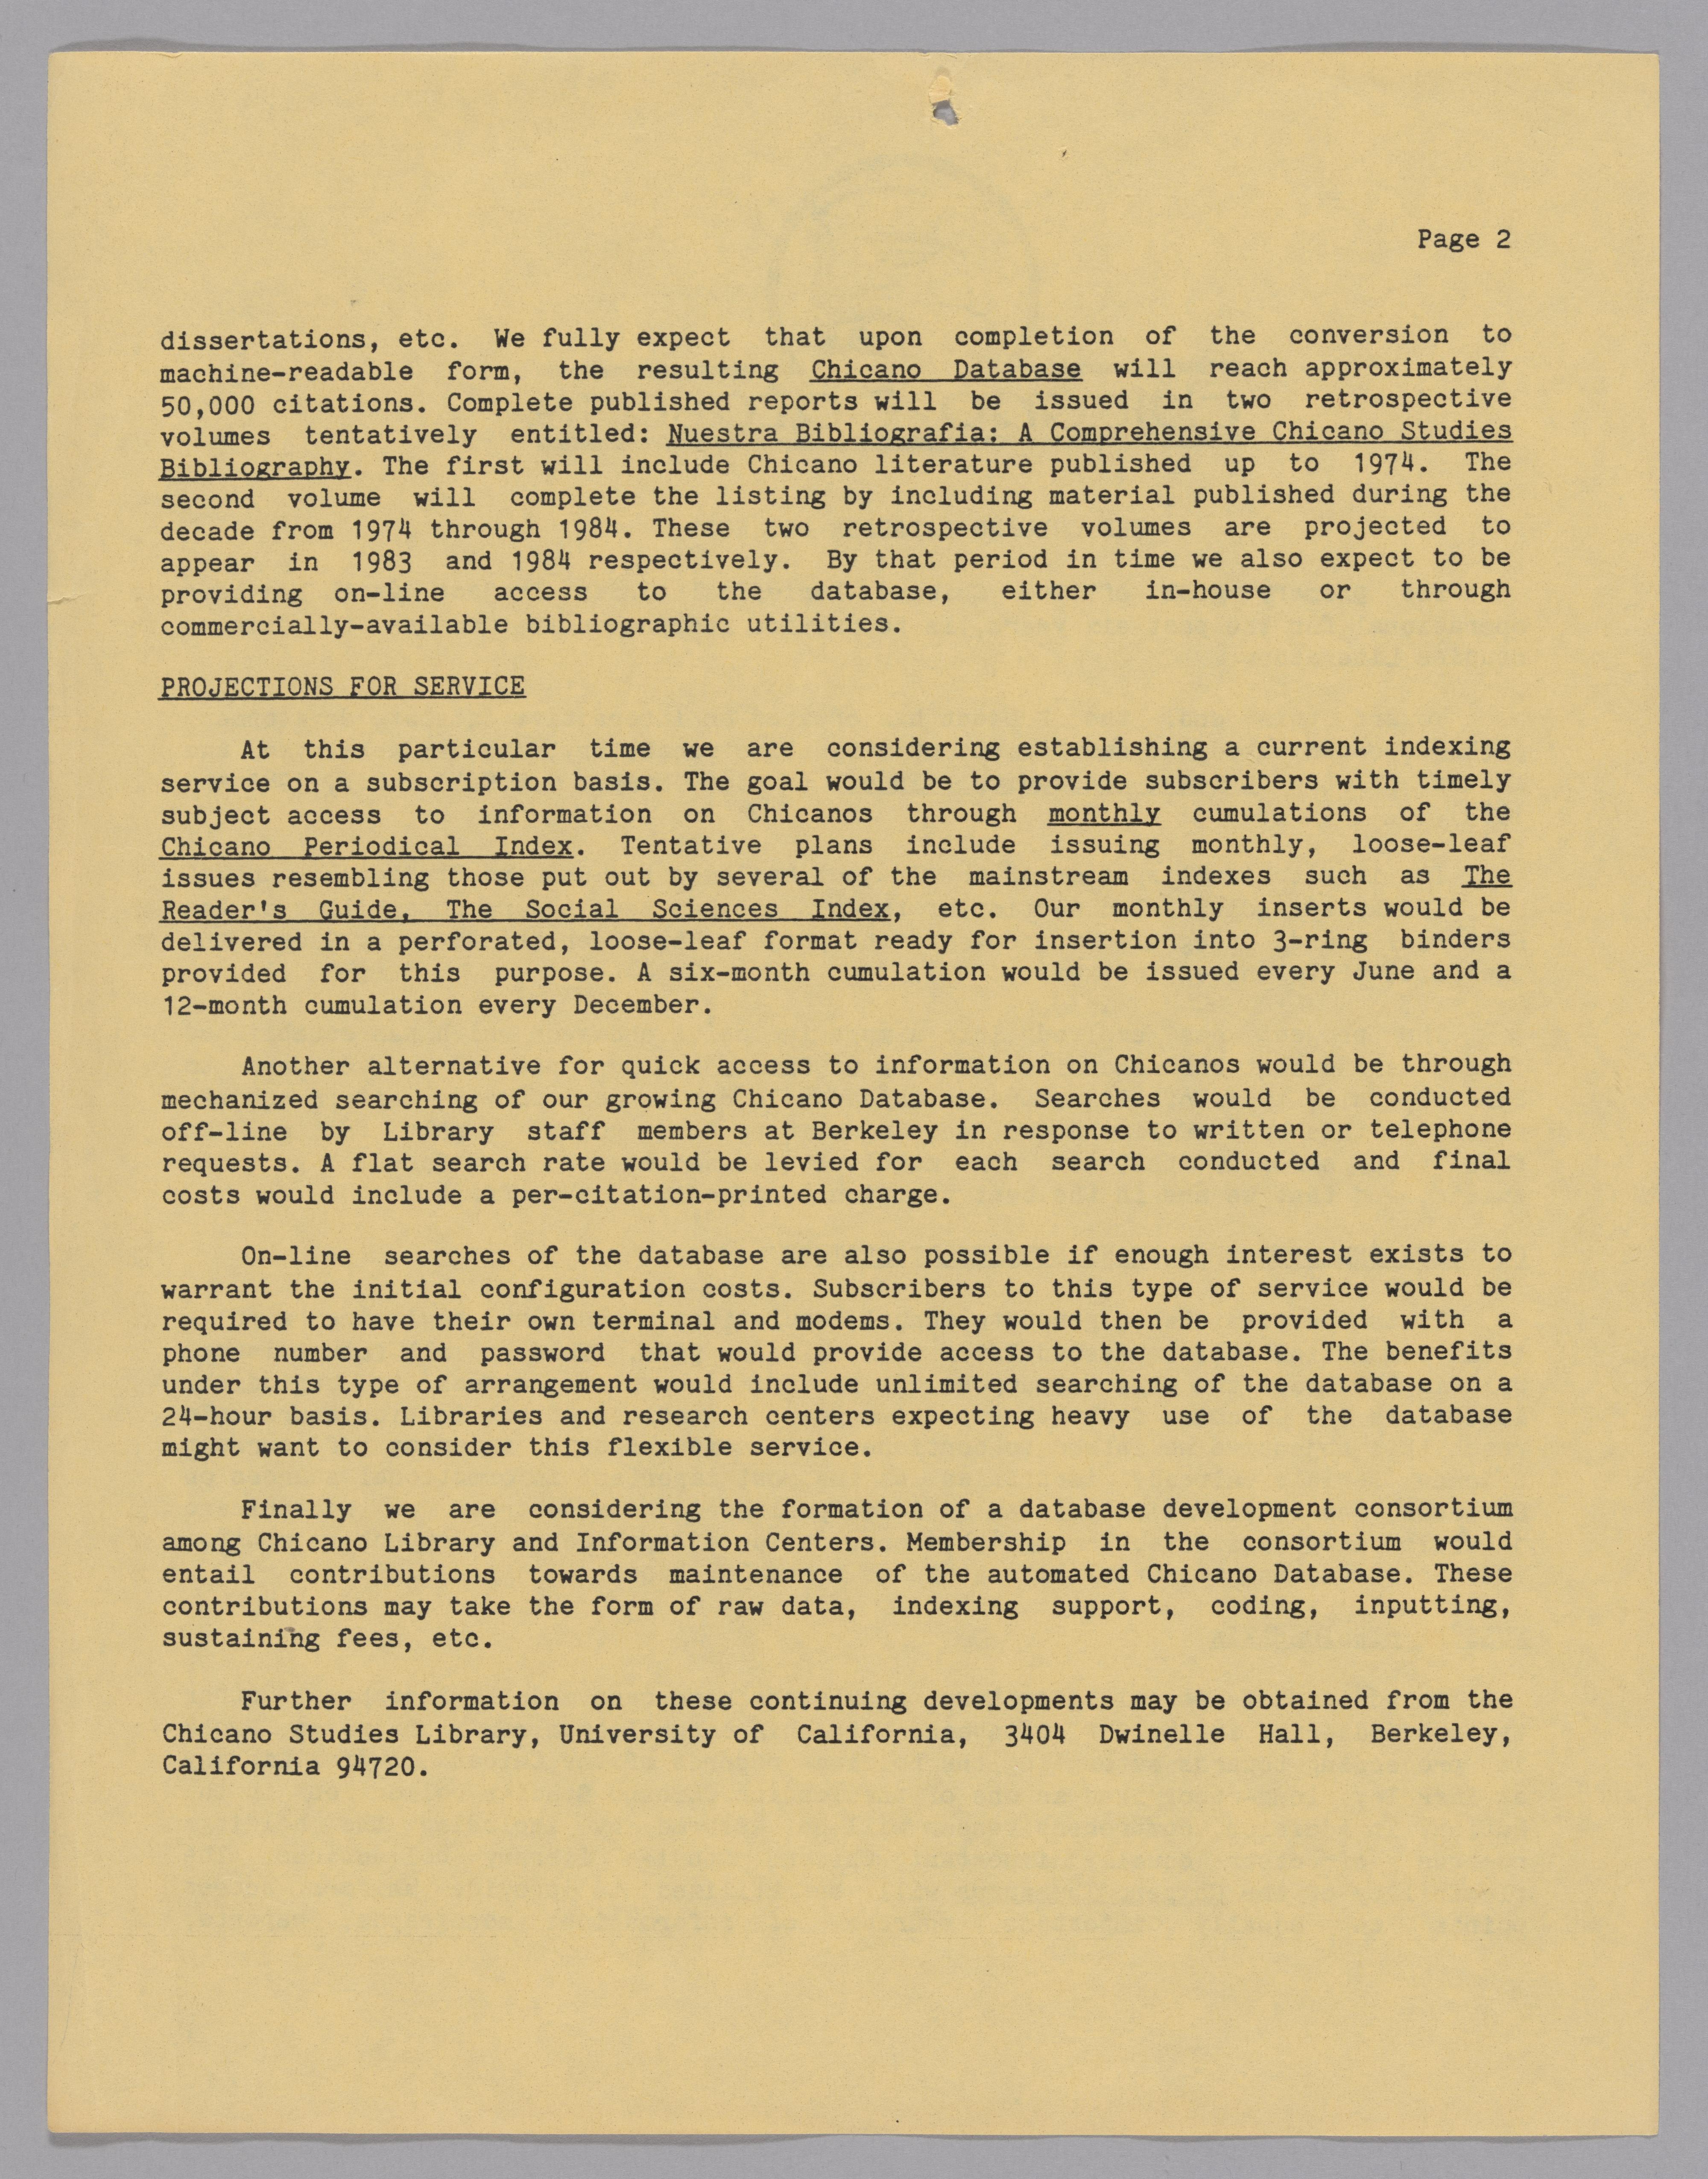 Page 2
dissertations, etc. We fully expect that upon completion of the conversion to
machine-readable form, the resulting Chicano Database will reach approximately
50,000 citations. Complete published reports will be issued in two retrospective
volumes tentatively entitled: Nuestra Bibliografia: A Comprehensive Chicano Studies
Bibliography. The first will include Chicano literature published up to 1974. The
second volume will complete the listing by including material published during the
decade from 1974 through 1984. These two retrospective volumes are projected to
appear in 1983 and 1984 respectively. By that period in time we also expect to be
providing on-line access to the database, either in-house or through
commercially-available bibliographic utilities.
PROJECTIONS FOR SERVICE
At this particular time we are considering establishing a current indexing
service on a subscription basis. The goal would be to provide subscribers with timely
subject access to information on Chicanos through monthly cumulations of the
Chicano Periodical Index. Tentative plans include issuing monthly, loose-leaf
issues resembling those put out by several of the mainstream indexes such as The
Reader's Guide, The Social Sciences Index, etc. Our monthly inserts would be
delivered in a perforated, loose-leaf format ready for insertion into 3-ring binders
provided for this purpose. A six-month cumulation would be issued every June and a
12-month cumulation every December.
Another alternative for quick access to information on Chicanos would be through
mechanized searching of our growing Chicano Database. Searches would be conducted
off-line by Library staff members at Berkeley in response to written or telephone
requests. A flat search rate would be levied for each search conducted and final
costs would include a per-citation-printed charge.
On-line searches of the database are also possible if enough interest exists to
warrant the initial configuration costs. Subscribers to this type of service would be
required to have their own terminal and modems. They would then be provided with a
phone number and password that would provide access to the database. The benefits
under this type of arrangement would include unlimited searching of the database on a
24-hour basis. Libraries and research centers expecting heavy use of the database
might want to consider this flexible service.
Finally we are considering the formation of a database development consortium
among Chicano Library and Information Centers. Membership in the consortium would
entail contributions towards maintenance of the automated Chicano Database. These
contributions may take the form of raw data, indexing support, coding, inputting,
sustaining fees, etc.
Further information on these continuing developments may be obtained from the
Chicano Studies Library, University of California, 3404 Dwinelle Hall, Berkeley,
California 94720.